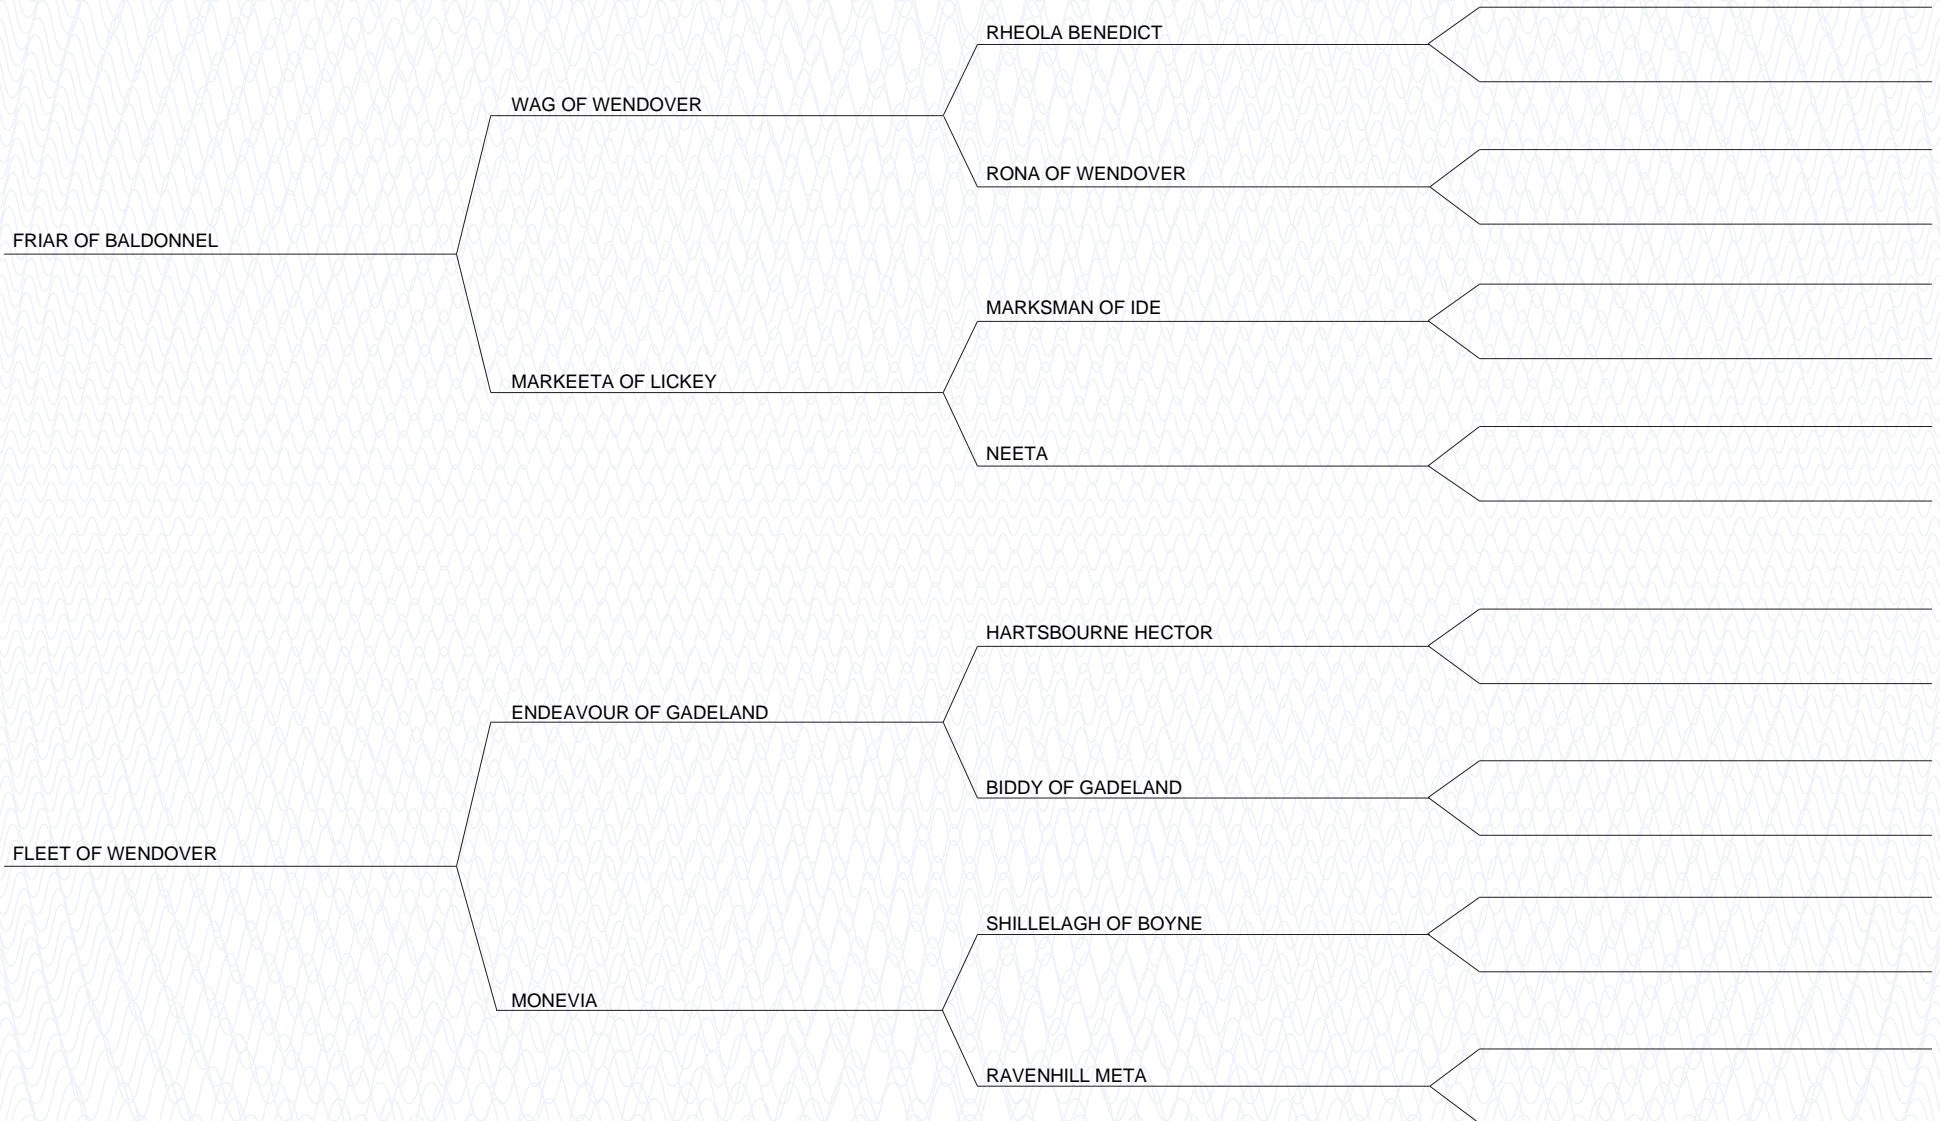 RHEOLA BENEDICT
WAG OF WENDOVER
RONA OF WENDOVER
FRIAR OF BALDONNEL
MARKSMAN OF IDE
MARKEETA OF LICKEY
NEETA
HARTSBOURNE HECTOR
ENDEAVOUR OF GADELAND
BIDDY OF GADELAND
FLEET OF WENDOVER
SHILLELAGH OF BOYNE
MONEVIA
RAVENHILL META